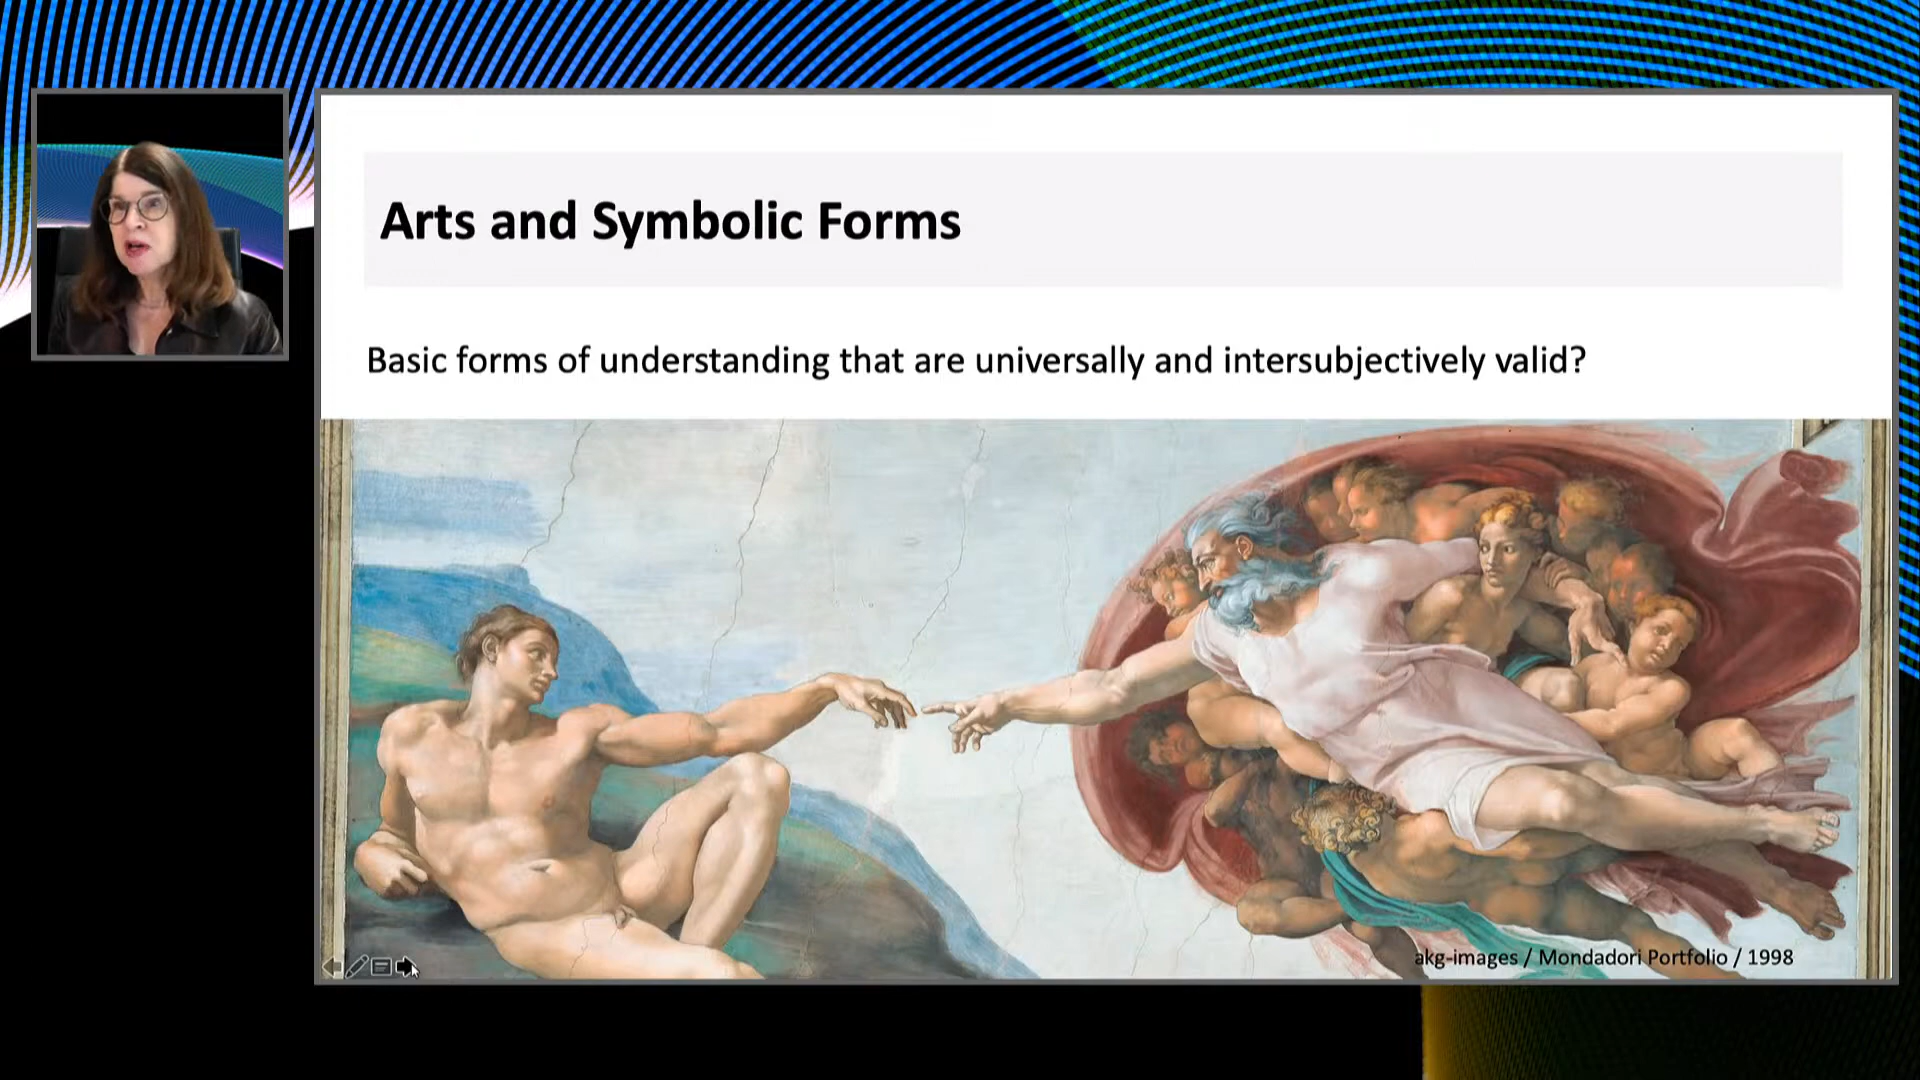 Arts and Symbolic Forms
Basic forms of understanding that are universally and intersubjectively valid?
akg-images / Mondadori Portfolio / 1998